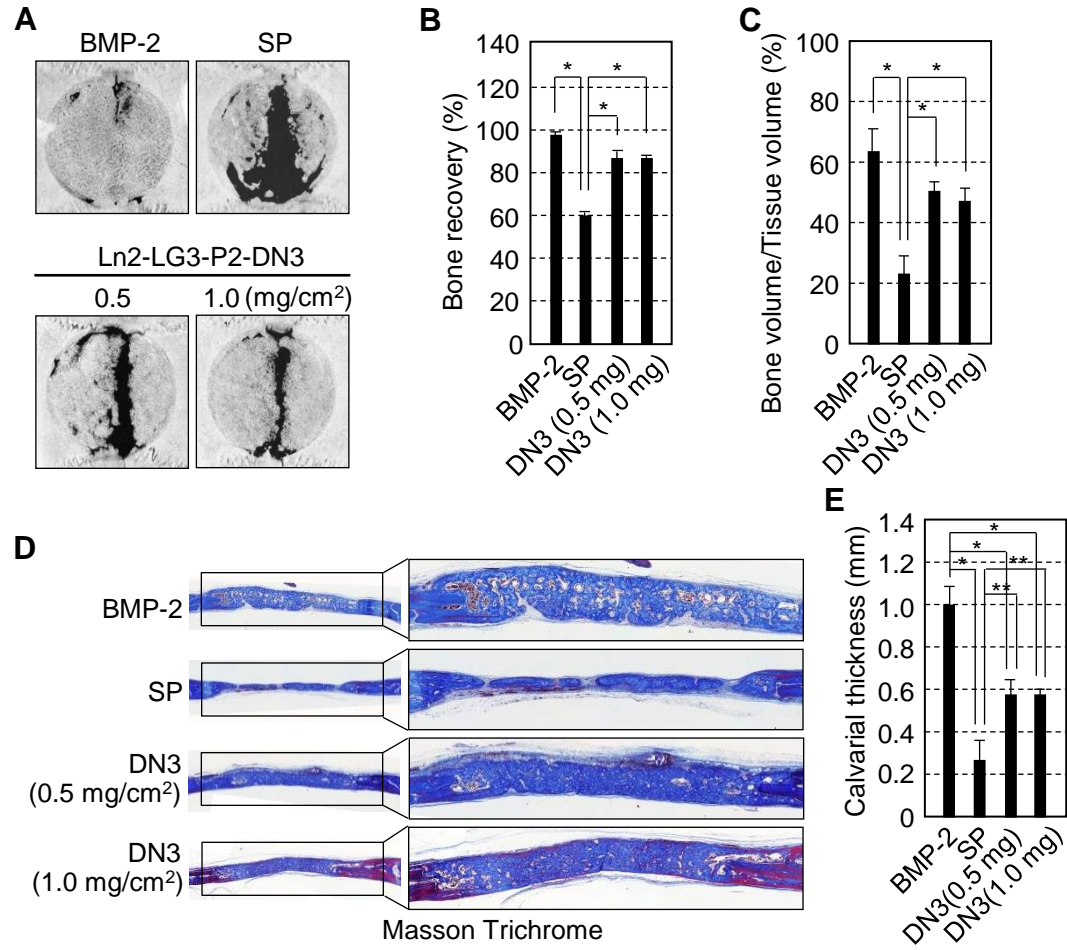 A
BMP-2 SP
Ln2-LG3-P2-DN3
0.5 1.0 (mg/cm²)
B
Bone recovery (%)
140
120
100
80
60
40
20
0
* * *
BMP-2
SP
DN3 (0.5 mg)
DN3 (1.0 mg)
C
Bone volume/Tissue volume (%)
100
80
60
40
20
0
* * *
BMP-2
SP
DN3 (0.5 mg)
DN3 (1.0 mg)
D
BMP-2
SP
DN3
(0.5 mg/cm²)
DN3
(1.0 mg/cm²)
Masson Trichrome
E
Calvarial thickness (mm)
1.4
1.2
1.0
0.8
0.6
0.4
0.2
0
*
*
* **
**
BMP-2
SP
DN3(0.5 mg)
DN3(1.0 mg)